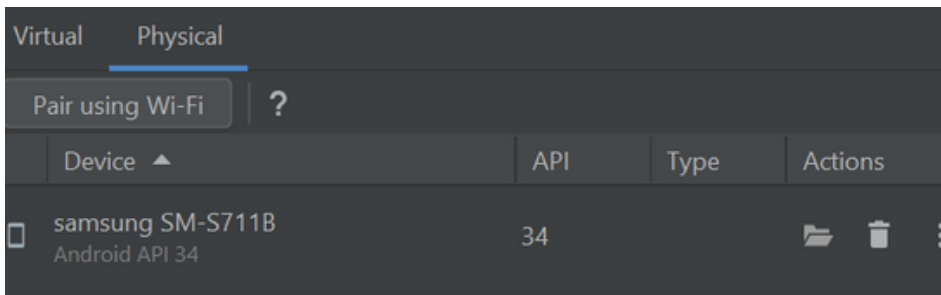 Virtual Physical
Pair using Wi-Fi ?
Device API Type Actions
samsung SM-S711B 34
Android API 34